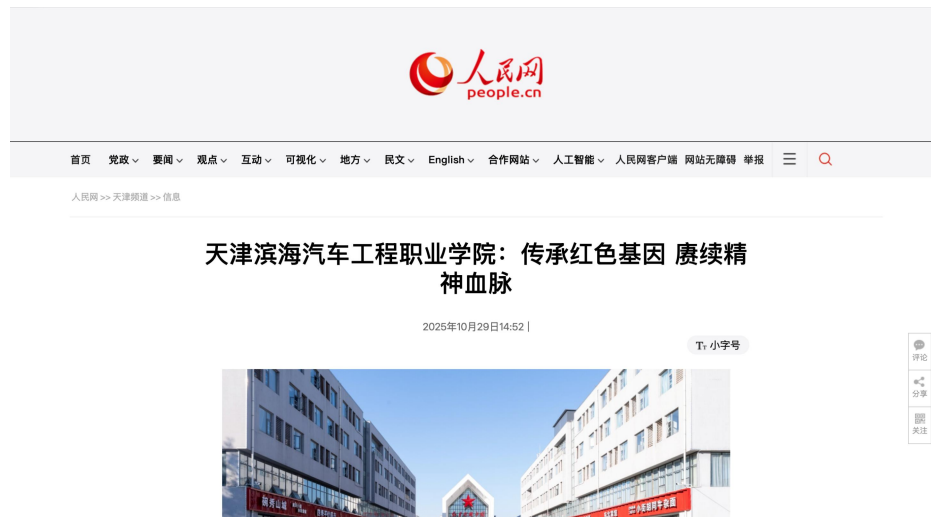 人民网
people.cn
首页 党政 要闻 观点 互动 可视化 地方 民文 English 合作网站 人工智能 人民网客户端 网站无障碍 举报
人民网 >> 天津频道 >> 信息
天津滨海汽车工程职业学院：传承红色基因 赓续精
神血脉
2025年10月29日14:52 |
小字号
评论
分享
关注